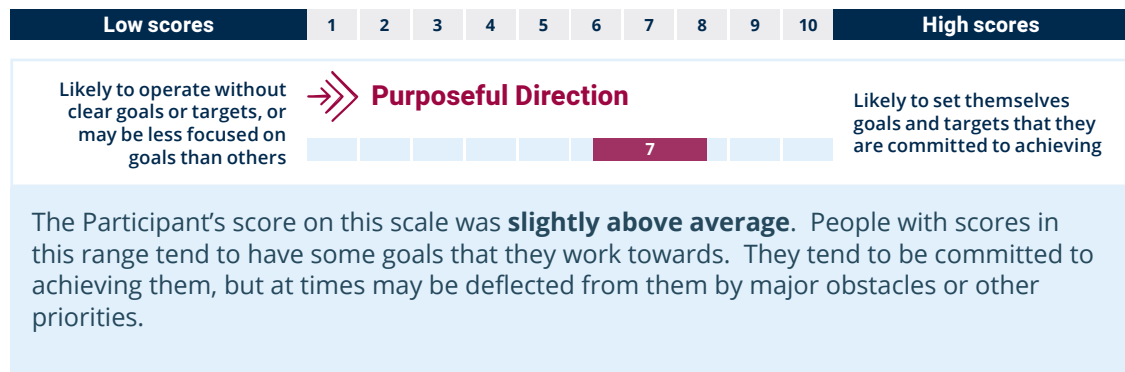 Low scores 1 2 3 4 5 6 7 8 9 10 High scores
Likely to operate without
clear goals or targets, or
may be less focused on
goals than others
Purposeful Direction
7
Likely to set themselves
goals and targets that they
are committed to achieving
The Participant’s score on this scale was slightly above average.  People with scores in
this range tend to have some goals that they work towards.  They tend to be committed to
achieving them, but at times may be deflected from them by major obstacles or other
priorities.